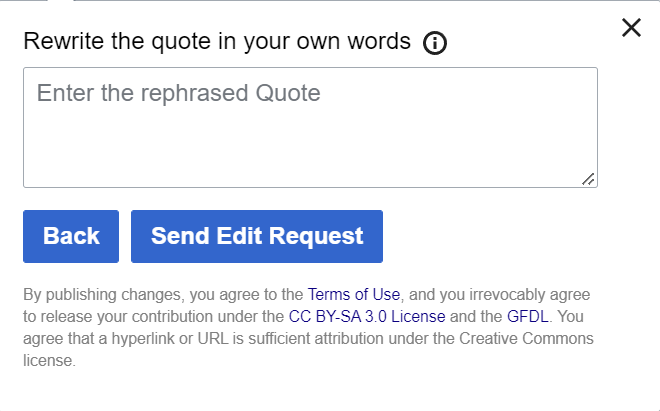 Rewrite the quote in your own words
Enter the rephrased Quote
Back
Send Edit Request
By publishing changes, you agree to the Terms of Use, and you irrevocably agree
to release your contribution under the CC BY-SA 3.0 License and the GFDL. You
agree that a hyperlink or URL is sufficient attribution under the Creative Commons
license.